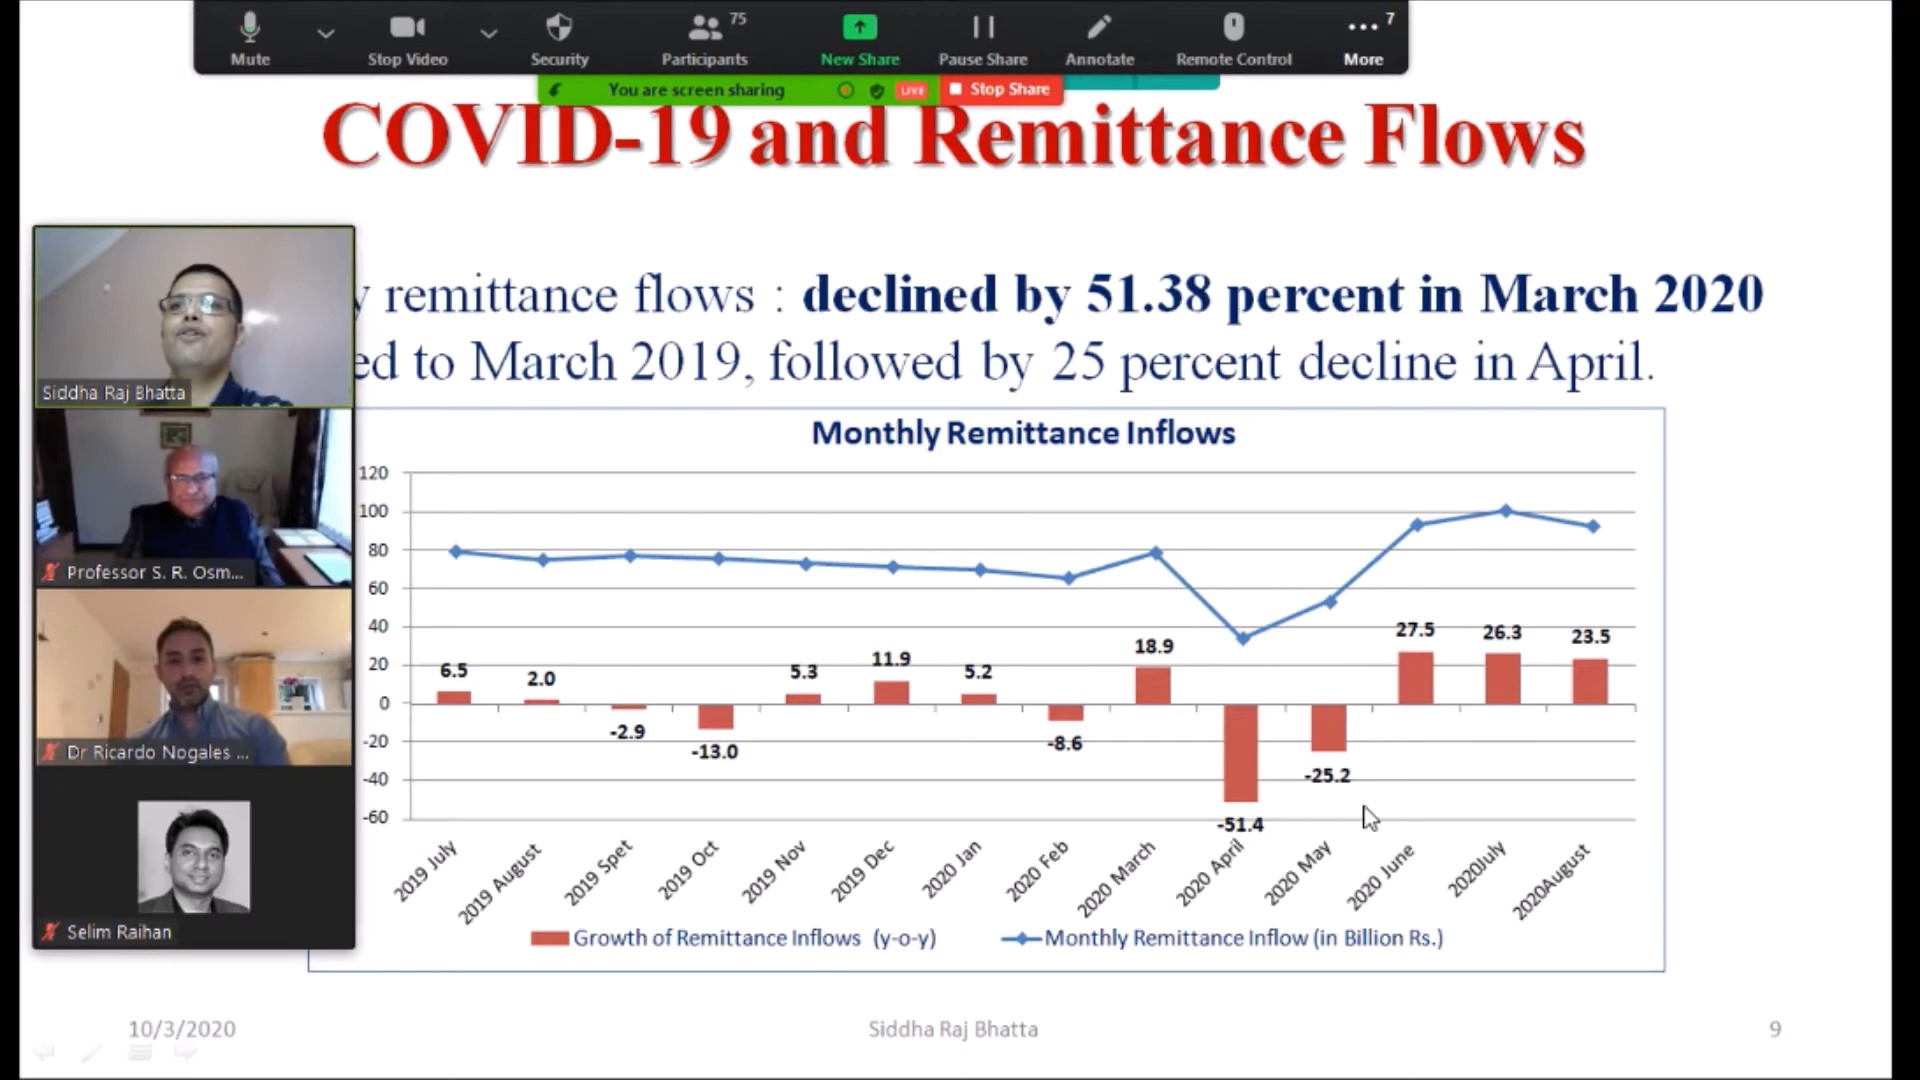 Mute
Stop Video
Security
Participants
75
New Share
Pause Share
Annotate
Remote Control
More
7
You are screen sharing
LIVE
Stop Share
COVID-19 and Remittance Flows
y remittance flows : declined by 51.38 percent in March 2020
ed to March 2019, followed by 25 percent decline in April.
Siddha Raj Bhatta
Professor S. R. Osm...
Dr Ricardo Nogales ...
Selim Raihan
Monthly Remittance Inflows
120
100
80
60
40
20
0
-20
-40
-60
6.5
2.0
-2.9
-13.0
5.3
11.9
5.2
-8.6
18.9
-51.4
-25.2
27.5
26.3
23.5
2019 July
2019 August
2019 Spet
2019 Oct
2019 Nov
2019 Dec
2020 Jan
2020 Feb
2020 March
2020 April
2020 May
2020 June
2020July
2020August
Growth of Remittance Inflows (y-o-y)
Monthly Remittance Inflow (in Billion Rs.)
10/3/2020
Siddha Raj Bhatta
9